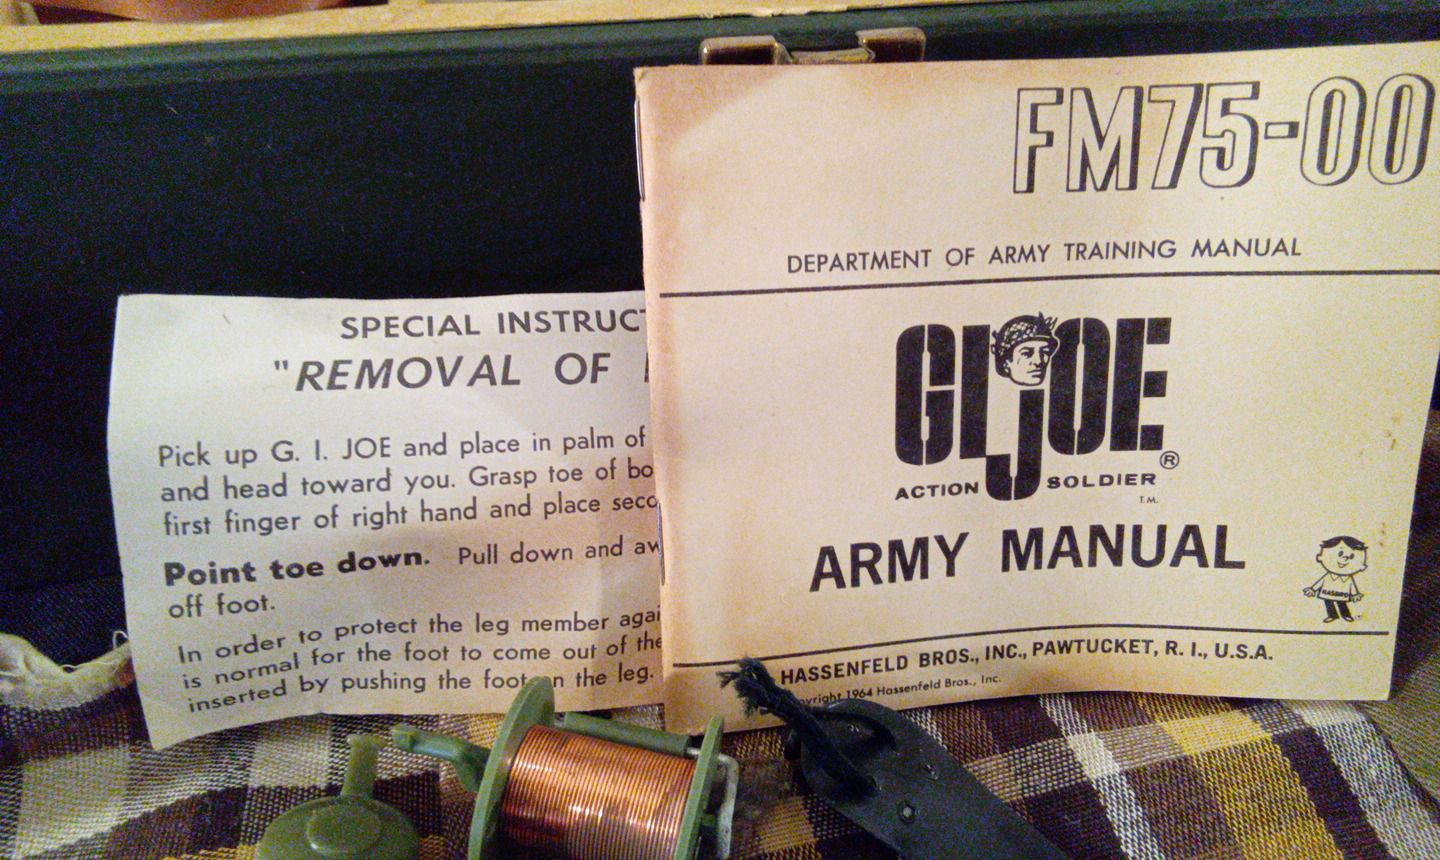 SPECIAL INSTRUC
"REMOVAL OF
Pick up G. I. JOE and place in palm of
and head toward you. Grasp toe of bo
first finger of right hand and place seco
Point toe down. Pull down and aw
off foot.
In order to protect the leg member agai
is normal for the foot to come out of the
inserted by pushing the foot on the leg.
FM75-00
DEPARTMENT OF ARMY TRAINING MANUAL
GI JOE
ACTION SOLDIER ®
T.M.
ARMY MANUAL
HASBRO
HASSENFELD BROS., INC., PAWTUCKET, R. I., U.S.A.
pyright 1964 Hassenfeld Bros., Inc.